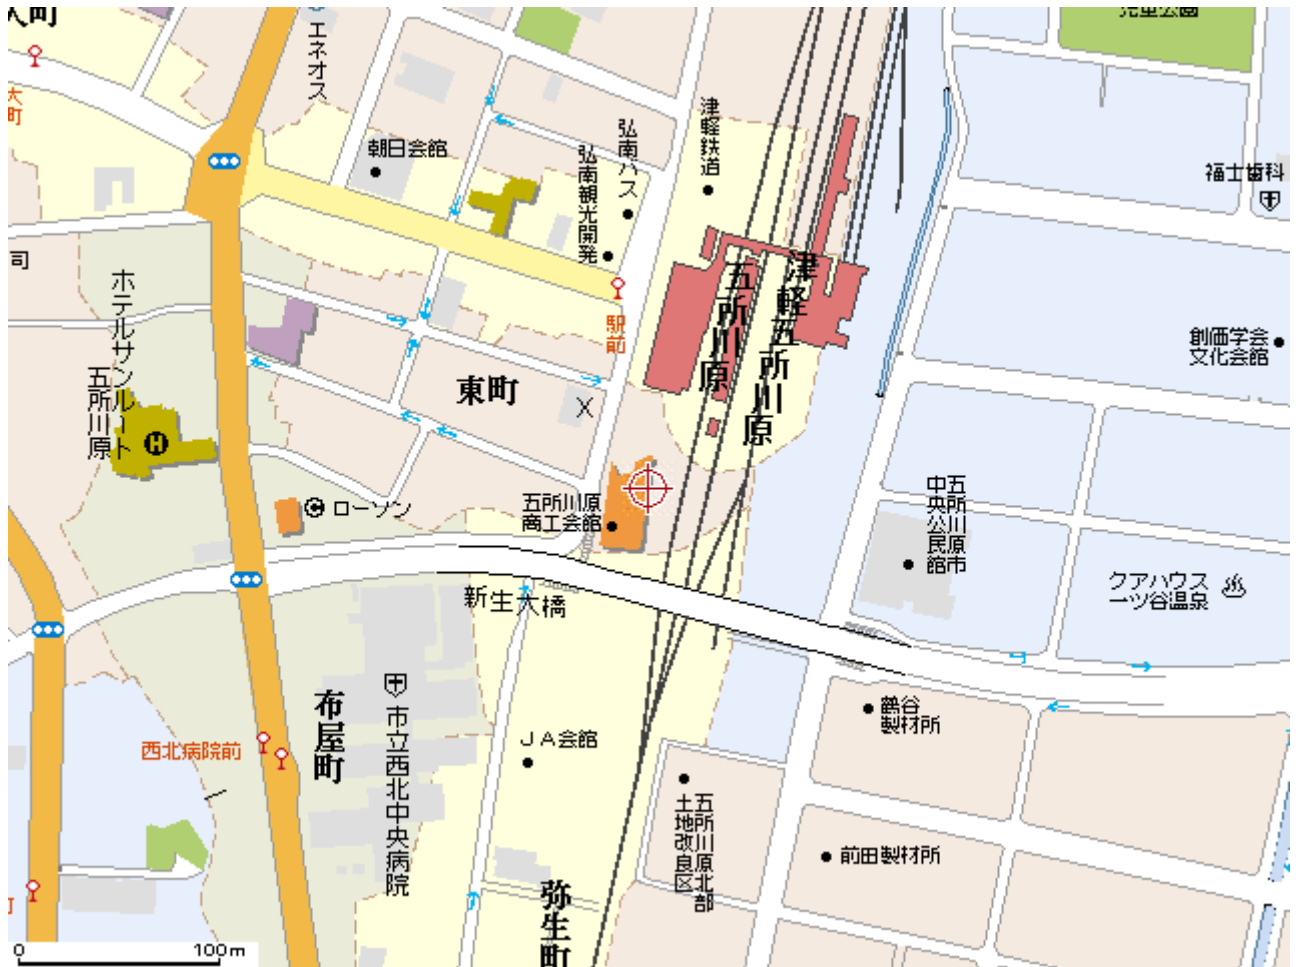 大町
児童公園
エネオス
大町
朝日会館
弘南バス
弘南観光開発
津軽鉄道
福士歯科
司
ホテルサンルート
五所川原
駅前
五所川原
津軽五所川原
創価学会
文化会館
東町
五所川原
商工会館
ローソン
五所川原市
中央公民館
クアハウス
一ツ谷温泉
新生大橋
布屋町
市立西北中央病院
西北病院前
JA会館
鶴谷
製材所
五所川原北部
土地改良区
前田製材所
弥生町
町
0 100m